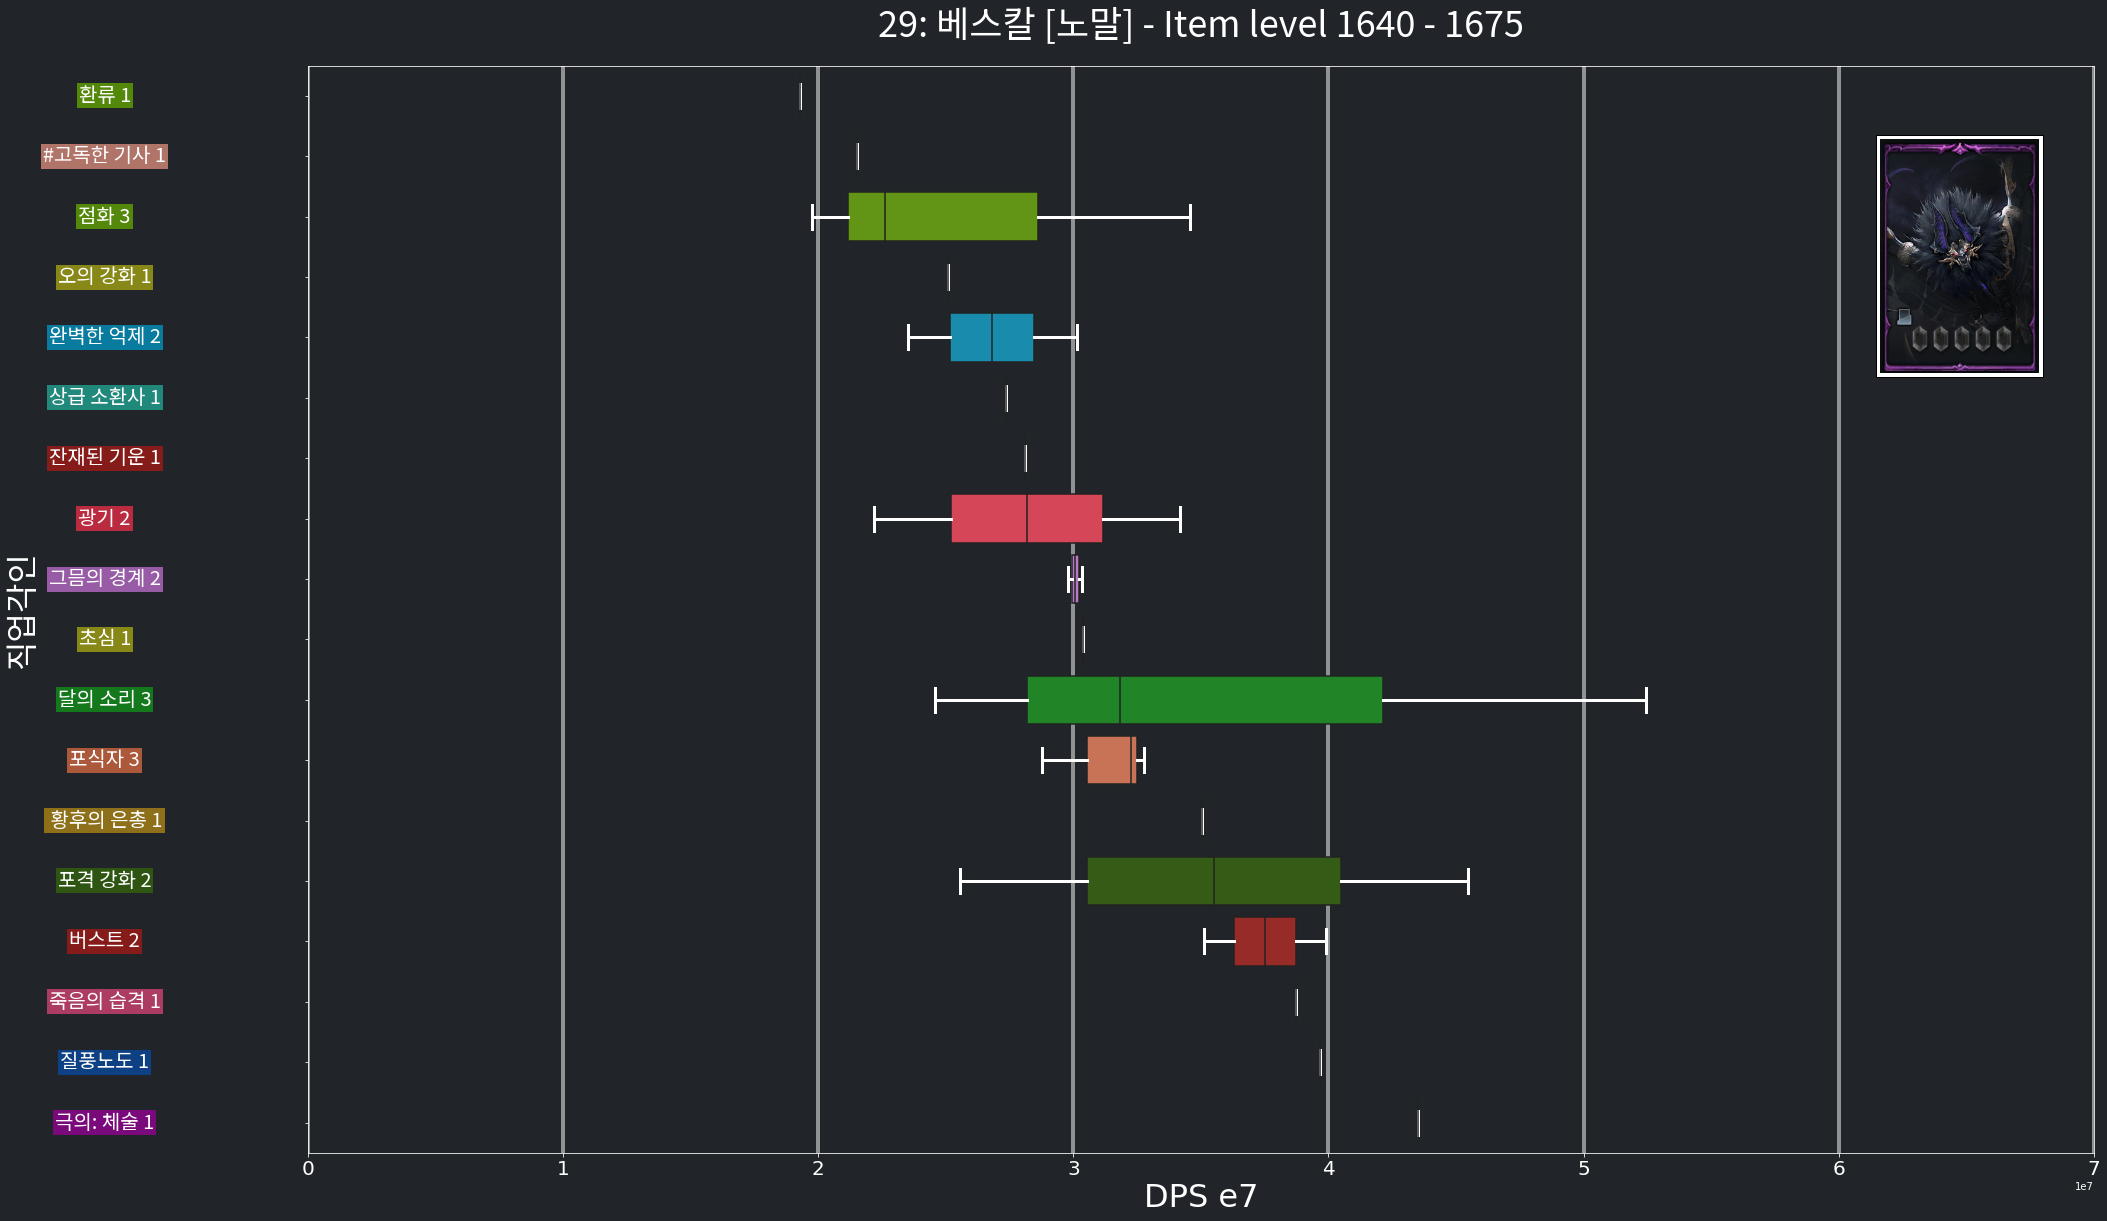 29: 베스칼 [노말] - Item level 1640 - 1675
환류 1
#고독한 기사 1
점화 3
오의 강화 1
완벽한 억제 2
상급 소환사 1
잔재된 기운 1
광기 2
그믐의 경계 2
초심 1
달의 소리 3
포식자 3
황후의 은총 1
포격 강화 2
버스트 2
죽음의 습격 1
질풍노도 1
극의: 체술 1
직업각인
0 1 2 3 4 5 6 7
1e7
DPS e7